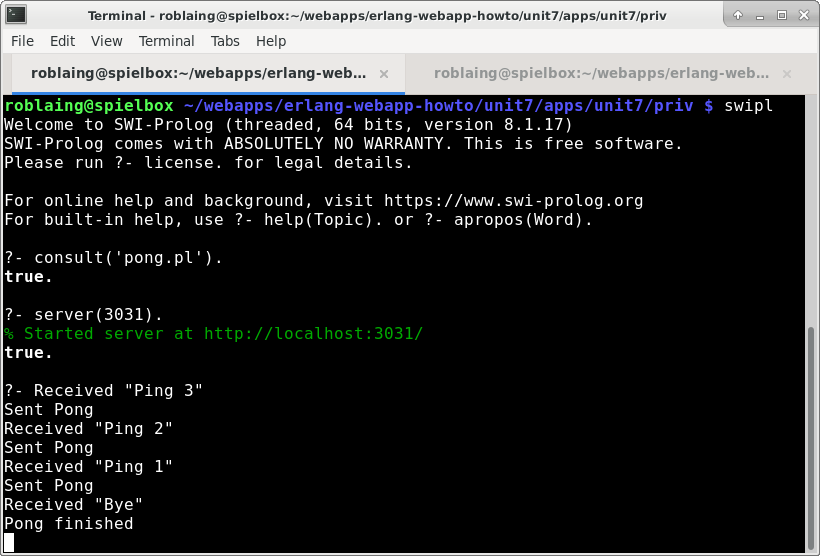 Terminal - roblaing@spielbox:~/webapps/erlang-webapp-howto/unit7/apps/unit7/priv
File Edit View Terminal Tabs Help
roblaing@spielbox:~/webapps/erlang-web... × roblaing@spielbox:~/webapps/erlang-web... ×
roblaing@spielbox ~/webapps/erlang-webapp-howto/unit7/apps/unit7/priv $ swipl
Welcome to SWI-Prolog (threaded, 64 bits, version 8.1.17)
SWI-Prolog comes with ABSOLUTELY NO WARRANTY. This is free software.
Please run ?- license. for legal details.
For online help and background, visit https://www.swi-prolog.org
For built-in help, use ?- help(Topic). or ?- apropos(Word).
?- consult('pong.pl').
true.
?- server(3031).
% Started server at http://localhost:3031/
true.
?- Received "Ping 3"
Sent Pong
Received "Ping 2"
Sent Pong
Received "Ping 1"
Sent Pong
Received "Bye"
Pong finished